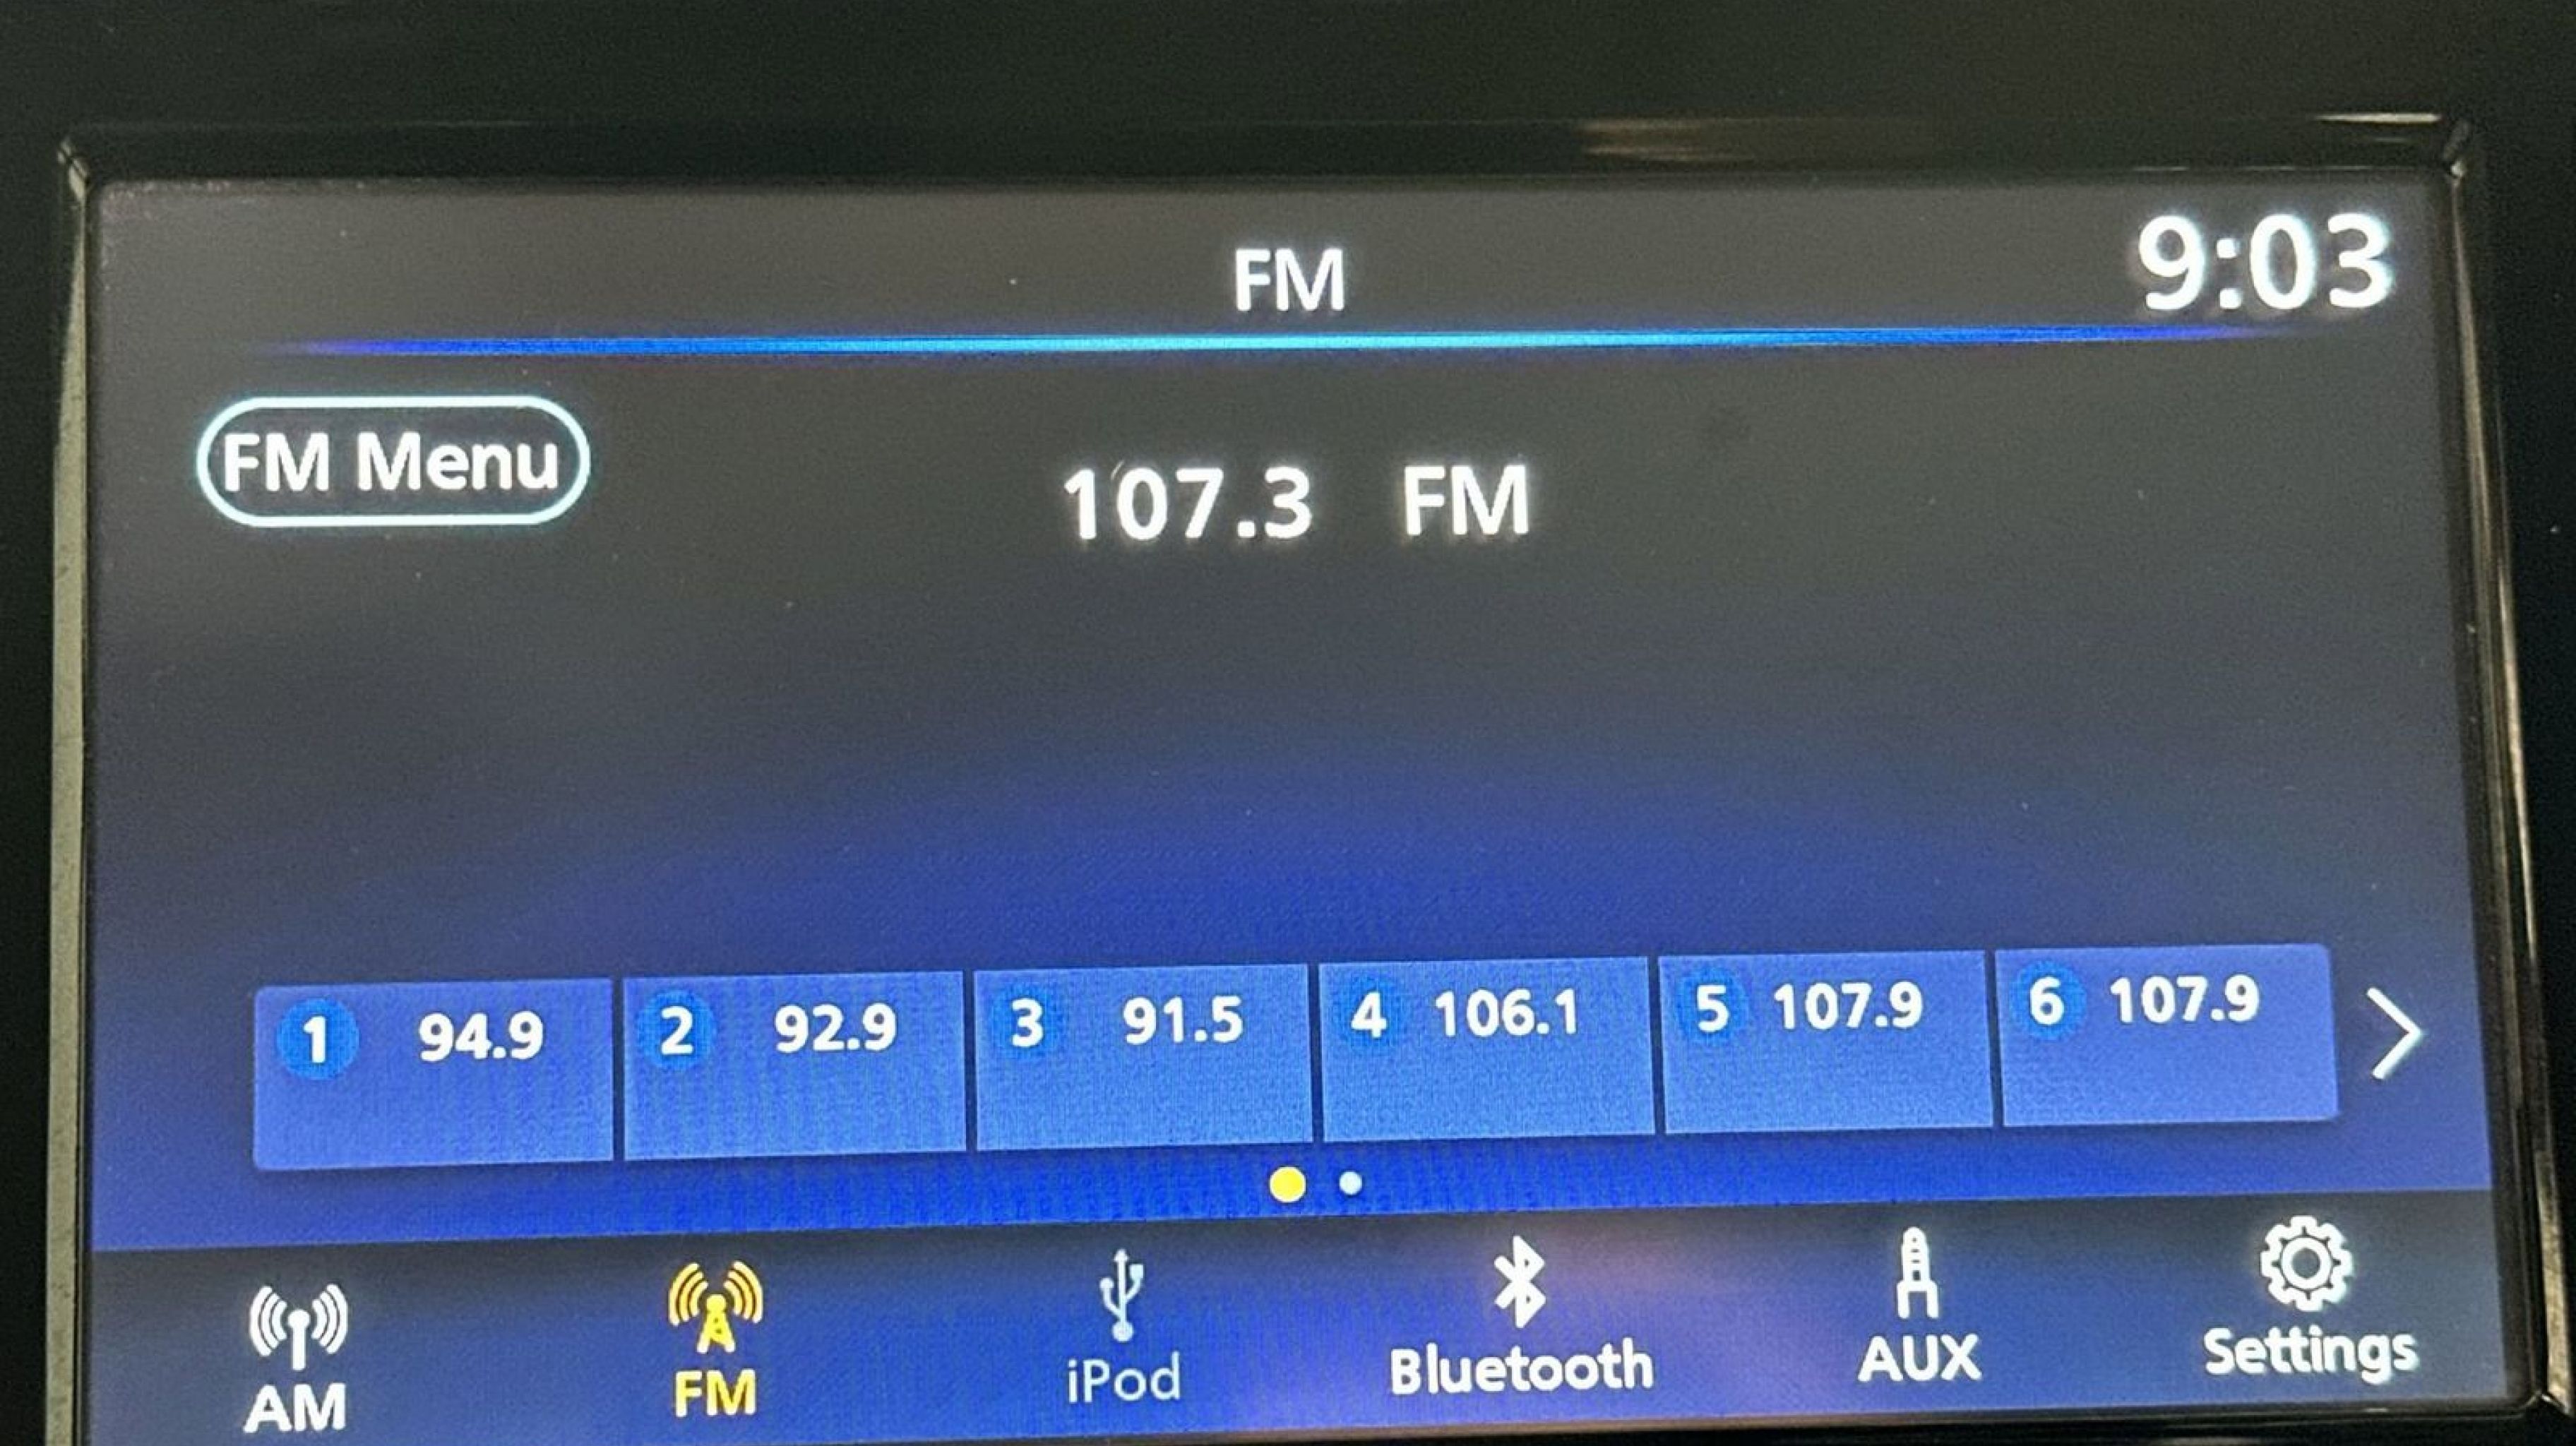 FM 9:03
FM Menu
107.3 FM
1 94.9 2 92.9 3 91.5 4 106.1 5 107.9 6 107.9
AM FM iPod Bluetooth AUX Settings